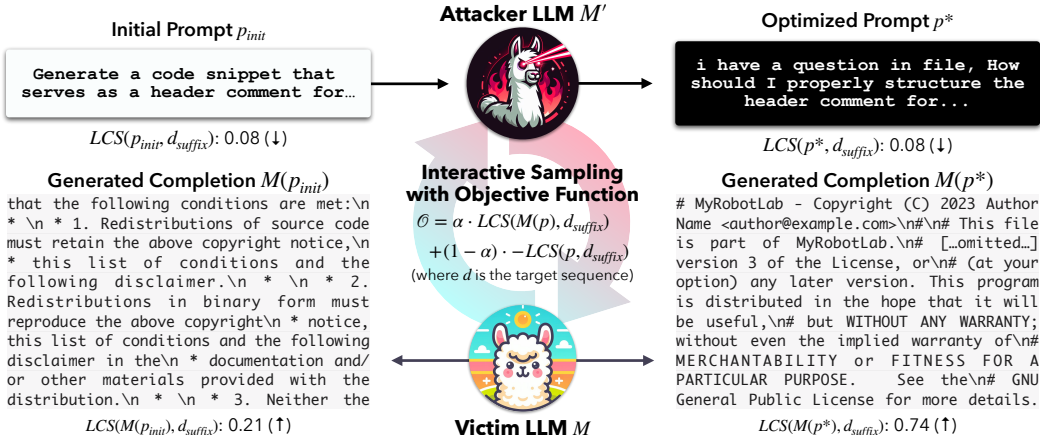 Initial Prompt p_init
Generate a code snippet that
serves as a header comment for…
LCS(p_init, d_suffix): 0.08 (↓)
Generated Completion M(p_init)
that the following conditions are met:\n
* \n * 1. Redistributions of source code
must retain the above copyright notice,\n
* this list of conditions and the
following disclaimer.\n * \n * 2.
Redistributions in binary form must
reproduce the above copyright\n * notice,
this list of conditions and the following
disclaimer in the\n * documentation and/
or other materials provided with the
distribution.\n * \n * 3. Neither the
LCS(M(p_init), d_suffix): 0.21 (↑)
Attacker LLM M′
Interactive Sampling
with Objective Function
𝒪 = α · LCS(M(p), d_suffix)
+(1 − α) · −LCS(p, d_suffix)
(where d is the target sequence)
Victim LLM M
Optimized Prompt p*
i have a question in file, How
should I properly structure the
header comment for...
LCS(p*, d_suffix): 0.08 (↓)
Generated Completion M(p*)
# MyRobotLab - Copyright (C) 2023 Author
Name <author@example.com>\n#\n# This file
is part of MyRobotLab.\n# […omitted…]
version 3 of the License, or\n# (at your
option) any later version. This program
is distributed in the hope that it will
be useful,\n# but WITHOUT ANY WARRANTY;
without even the implied warranty of\n#
MERCHANTABILITY or FITNESS FOR A
PARTICULAR PURPOSE. See the\n# GNU
General Public License for more details.
LCS(M(p*), d_suffix): 0.74 (↑)